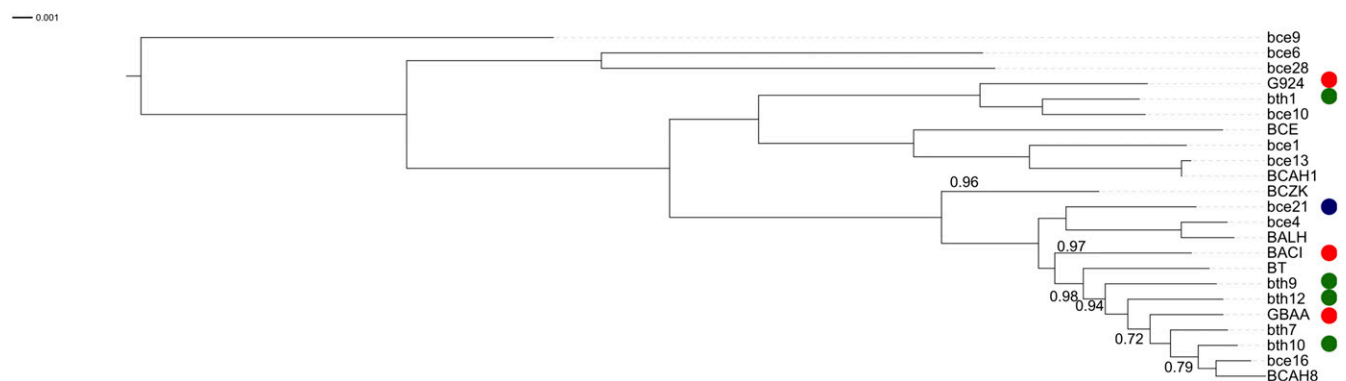 0.001
bce9
bce6
bce28
G924
bth1
bce10
BCE
bce1
bce13
BCAH1
0.96
BCZK
bce21
bce4
BALH
0.97
BACI
BT
bth9
0.98
0.94
bth12
GBAA
bth7
0.72
bth10
bce16
0.79
BCAH8